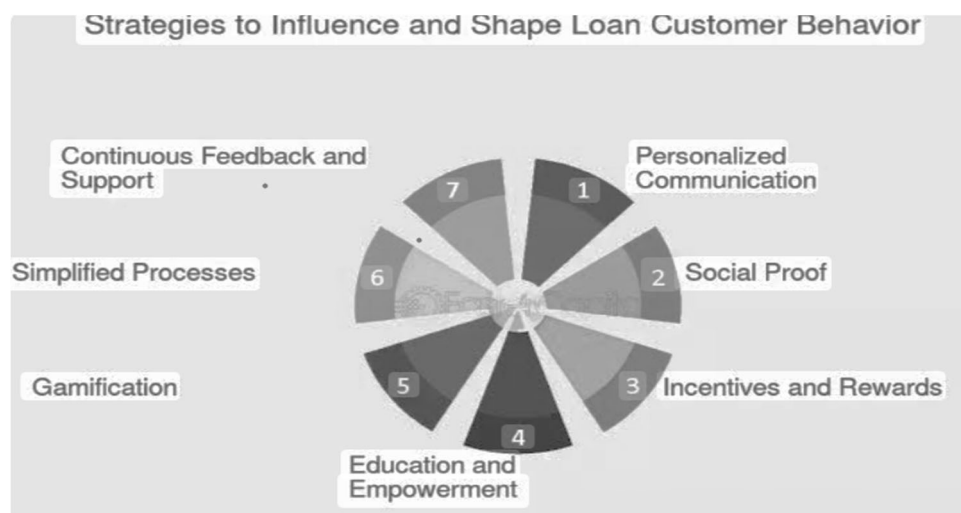 Strategies to Influence and Shape Loan Customer Behavior
Continuous Feedback and
Support
Personalized
Communication
7
1
Simplified Processes
6
2
Social Proof
Gamification
5
3
Incentives and Rewards
4
Education and
Empowerment